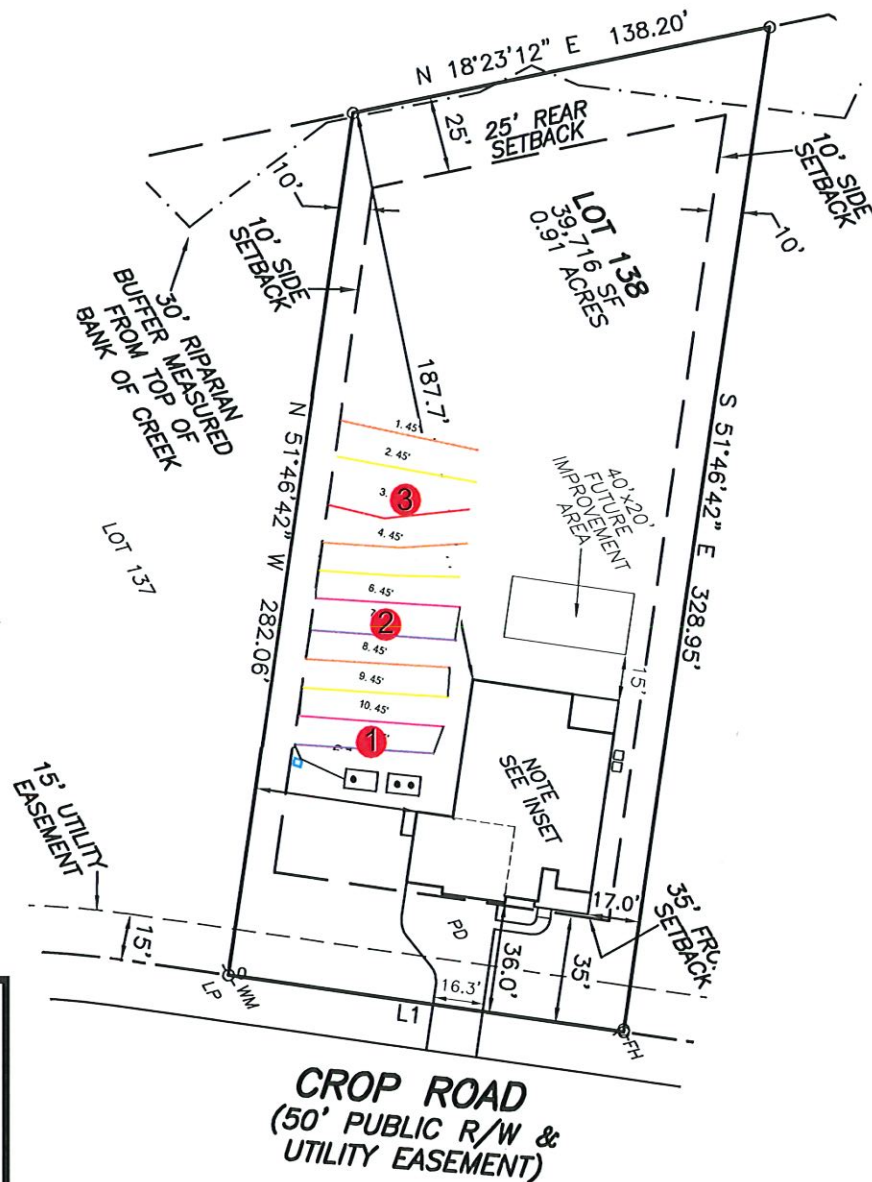 N 18°23'12" E 138.20'
25'
25' REAR
SETBACK
10'
10' SIDE
SETBACK
10' SIDE
SETBACK
10'
LOT 138
39,716 SF
0.91
ACRES
30' RIPARIAN
BUFFER MEASURED
FROM TOP OF
BANK OF CREEK
187.7'
N 51°46'42" W 282.06'
S 51°46'42" E 328.95'
LOT 137
1. 45'
2. 45'
3.
3
4. 45'
6. 45'
2
8. 45'
9. 45'
10. 45'
1
40'x20'
FUTURE
IMPROVEMENT
AREA
15'
NOTE
SEE INSET
15' UTILITY
EASEMENT
15'
17.0'
35'
SETBACK
PD
36.0'
35'
16.3'
LP
WM
L1
FH
CROP ROAD
(50' PUBLIC R/W &
UTILITY EASEMENT)